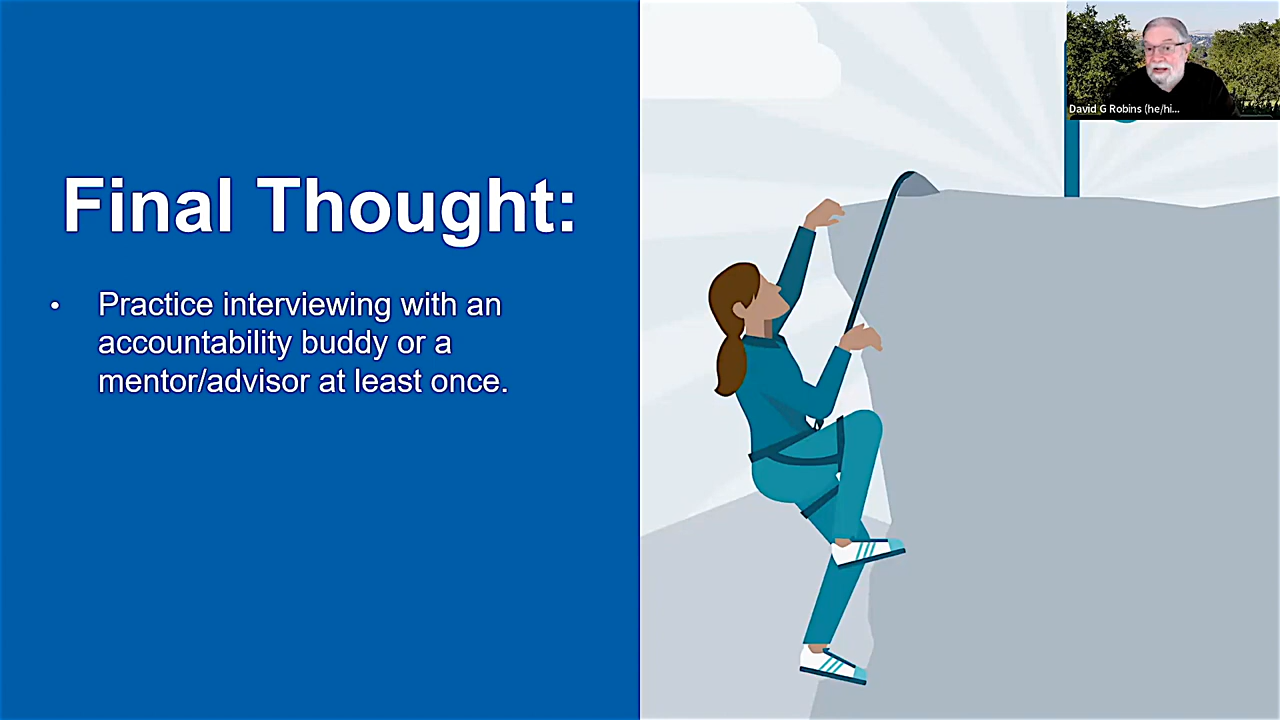 Final Thought:
• Practice interviewing with an
accountability buddy or a
mentor/advisor at least once.
David G Robins (he/hi...